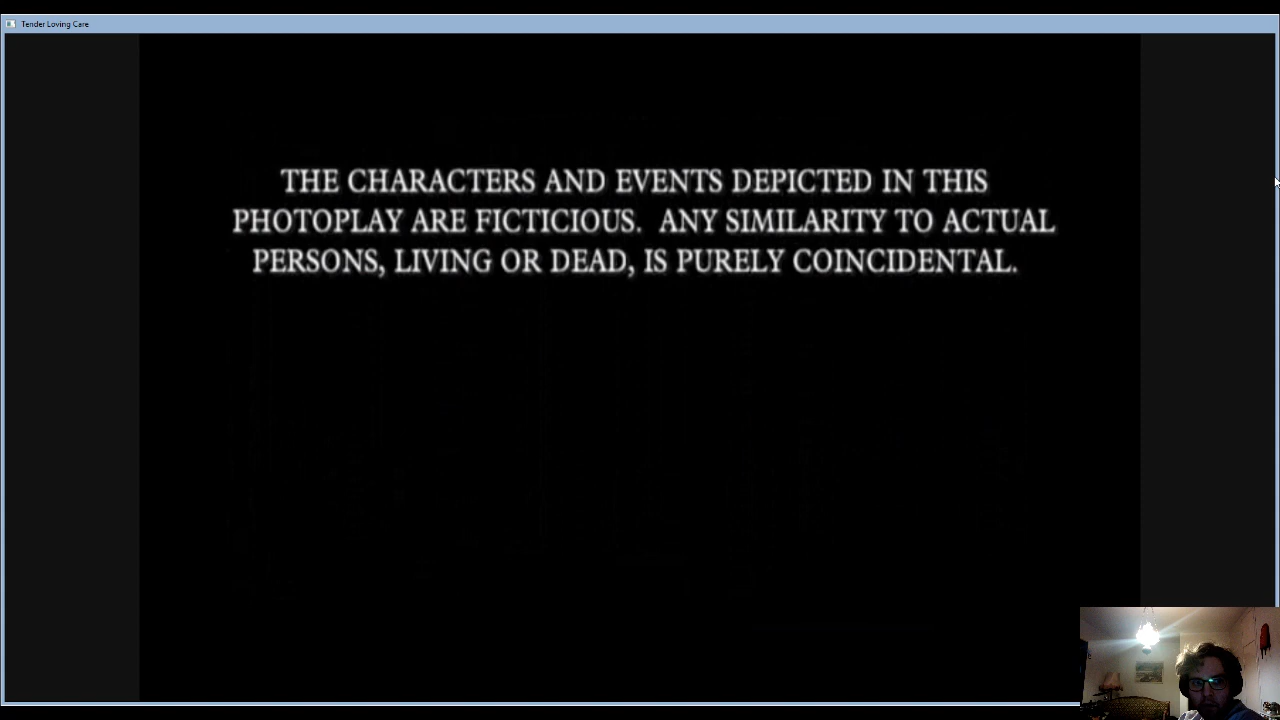 Tender Loving Care
THE CHARACTERS AND EVENTS DEPICTED IN THIS
PHOTOPLAY ARE FICTICIOUS.  ANY SIMILARITY TO ACTUAL
PERSONS, LIVING OR DEAD, IS PURELY COINCIDENTAL.